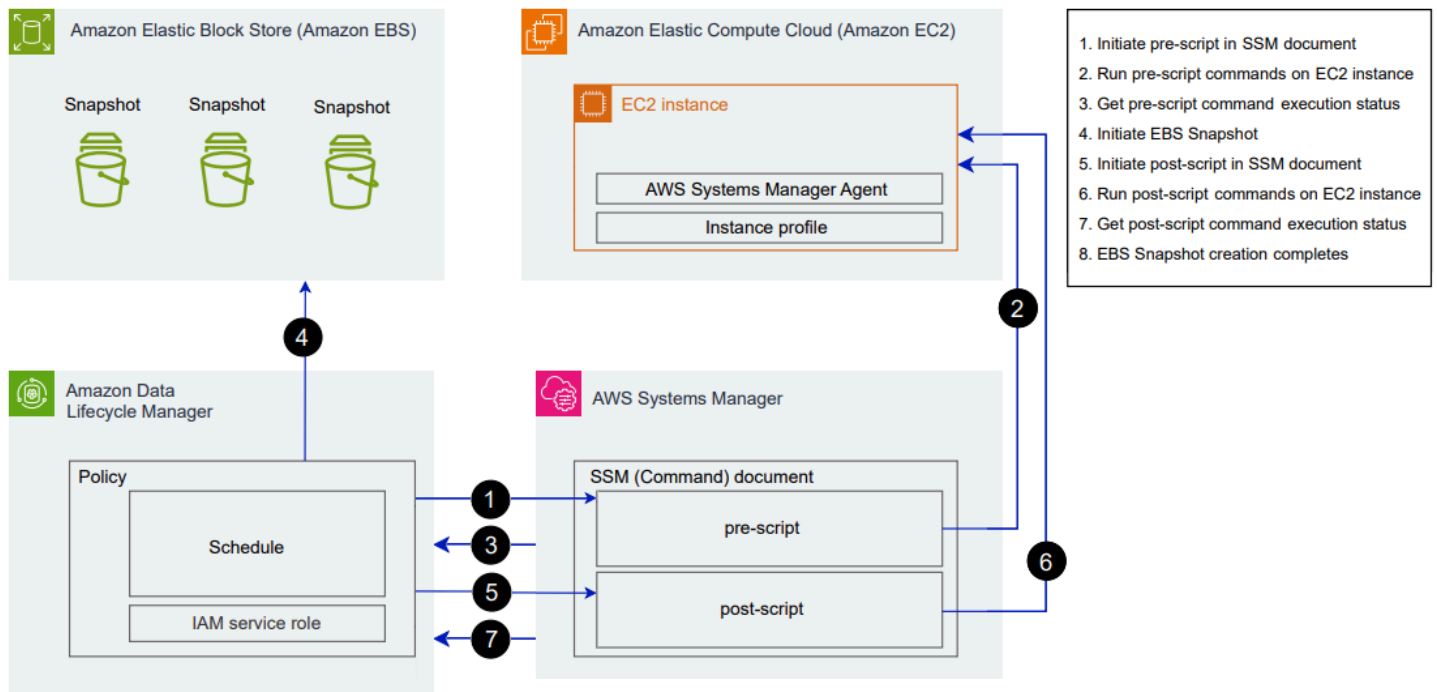 Amazon Elastic Block Store (Amazon EBS)
Snapshot
Snapshot
Snapshot
Amazon Elastic Compute Cloud (Amazon EC2)
EC2 instance
AWS Systems Manager Agent
Instance profile
1. Initiate pre-script in SSM document
2. Run pre-script commands on EC2 instance
3. Get pre-script command execution status
4. Initiate EBS Snapshot
5. Initiate post-script in SSM document
6. Run post-script commands on EC2 instance
7. Get post-script command execution status
8. EBS Snapshot creation completes
4
2
Amazon Data
Lifecycle Manager
Policy
Schedule
IAM service role
1
3
5
7
AWS Systems Manager
SSM (Command) document
pre-script
post-script
6